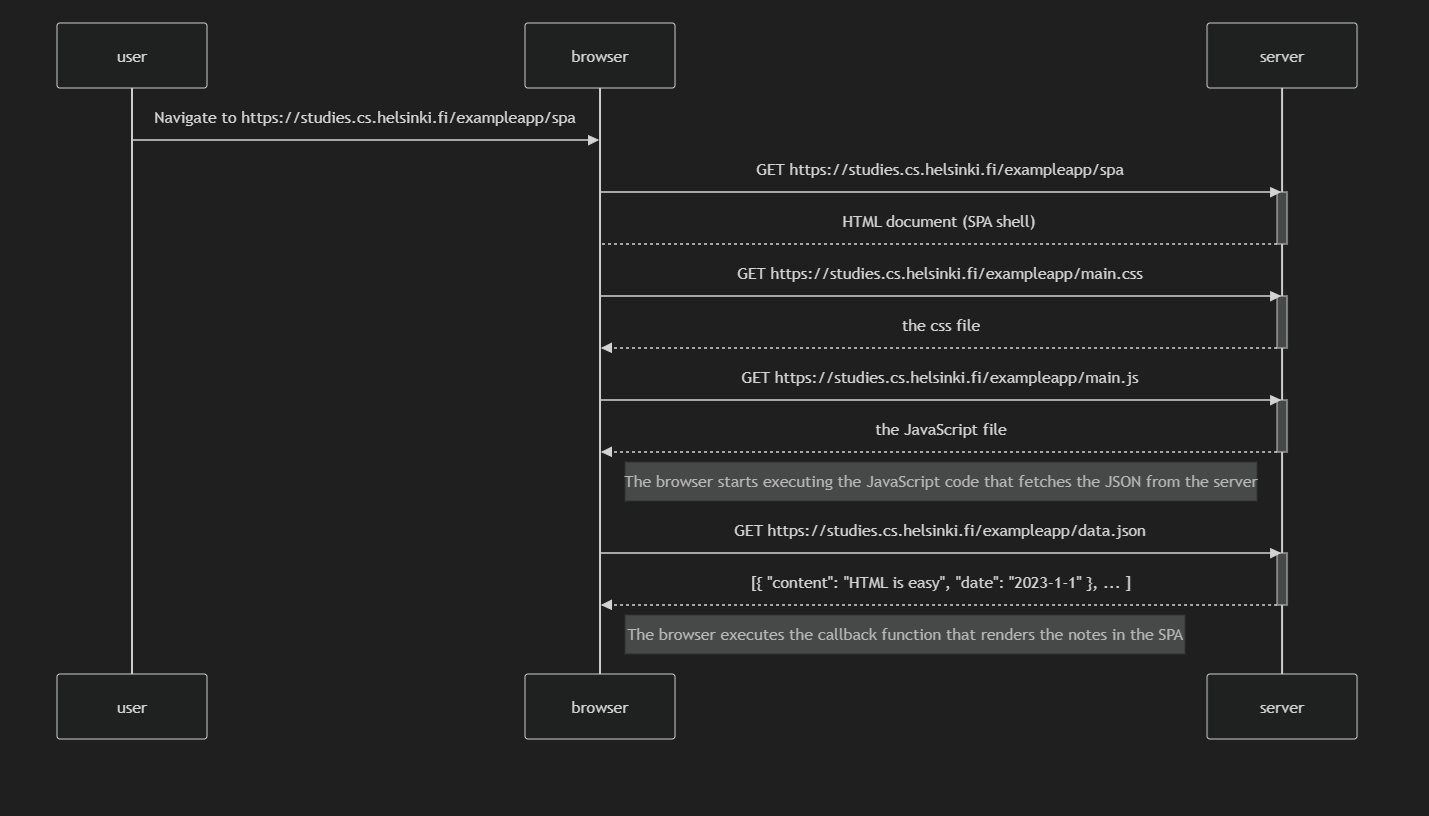 user
browser
server
Navigate to https://studies.cs.helsinki.fi/exampleapp/spa
GET https://studies.cs.helsinki.fi/exampleapp/spa
HTML document (SPA shell)
GET https://studies.cs.helsinki.fi/exampleapp/main.css
the css file
GET https://studies.cs.helsinki.fi/exampleapp/main.js
the JavaScript file
The browser starts executing the JavaScript code that fetches the JSON from the server
GET https://studies.cs.helsinki.fi/exampleapp/data.json
[{ "content": "HTML is easy", "date": "2023-1-1" }, ... ]
The browser executes the callback function that renders the notes in the SPA
user
browser
server